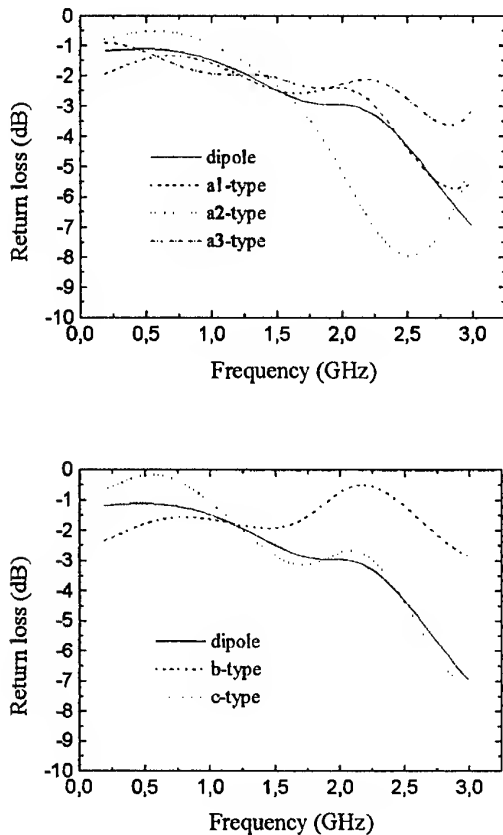 0
-1
-2
-3
-4
-5
-6
-7
-8
-9
-10
Return loss (dB)
dipole
a1-type
a2-type
a3-type
0,0 0,5 1,0 1,5 2,0 2,5 3,0
Frequency (GHz)
0
-1
-2
-3
-4
-5
-6
-7
-8
-9
-10
Return loss (dB)
dipole
b-type
c-type
0,0 0,5 1,0 1,5 2,0 2,5 3,0
Frequency (GHz)